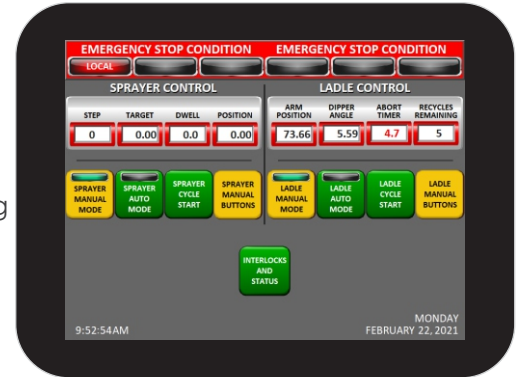 EMERGENCY STOP CONDITION EMERGENCY STOP CONDITION
LOCAL
SPRAYER CONTROL LADLE CONTROL
STEP TARGET DWELL POSITION ARM POSITION DIPPER ANGLE ABORT TIMER RECYCLES REMAINING
0 0.00 0.0 0.00 73.66 5.59 4.7 5
SPRAYER MANUAL MODE
SPRAYER AUTO MODE
SPRAYER CYCLE START
SPRAYER MANUAL BUTTONS
LADLE MANUAL MODE
LADLE AUTO MODE
LADLE CYCLE START
LADLE MANUAL BUTTONS
g
INTERLOCKS
AND
STATUS
9:52:54AM
MONDAY
FEBRUARY 22, 2021